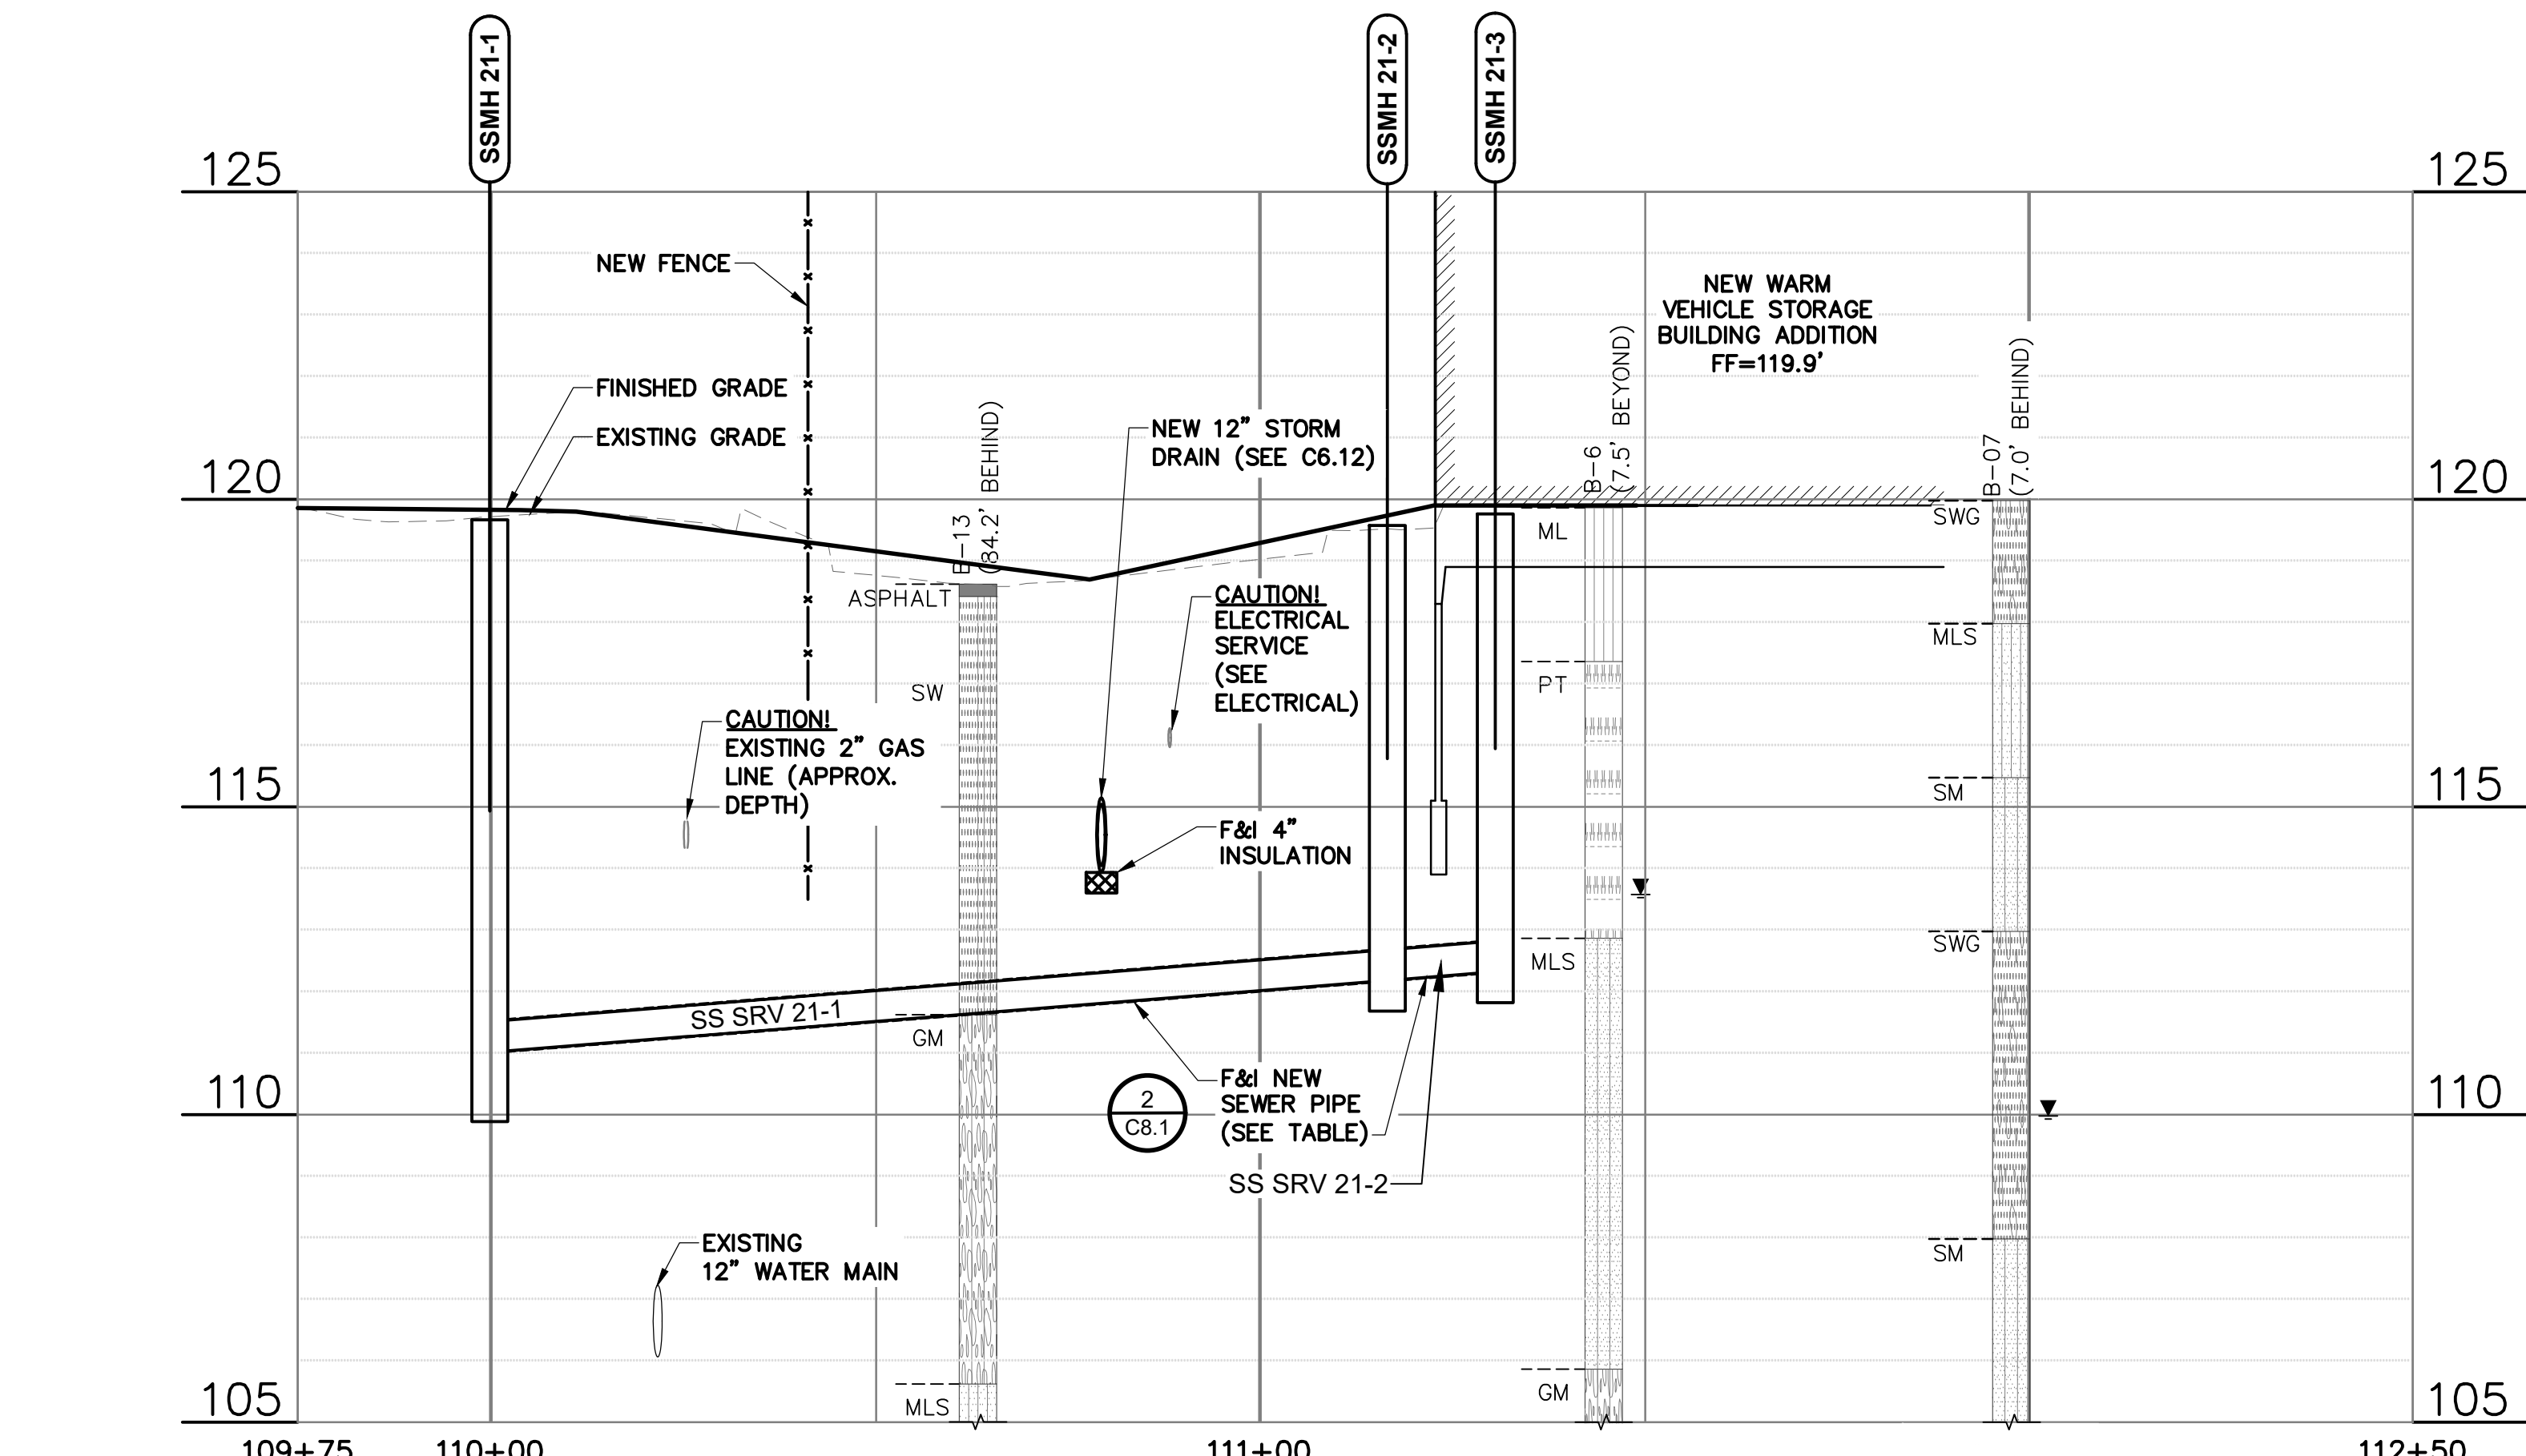 SSMH 21-1
SSMH 21-2
SSMH 21-3
125
125
NEW FENCE
NEW WARM
VEHICLE STORAGE
BUILDING ADDITION
FF=119.9'
FINISHED GRADE
EXISTING GRADE
NEW 12" STORM
DRAIN (SEE C6.12)
B-13
(34.2' BEHIND)
B-6
(7.5' BEYOND)
B-07
(7.0' BEHIND)
120
120
ASPHALT
SW
GM
MLS
ML
PT
MLS
GM
SWG
MLS
SM
SWG
SM
CAUTION!
ELECTRICAL
SERVICE
(SEE
ELECTRICAL)
CAUTION!
EXISTING 2" GAS
LINE (APPROX.
DEPTH)
115
115
F&I 4"
INSULATION
SS SRV 21-1
F&I NEW
SEWER PIPE
(SEE TABLE)
2
C8.1
SS SRV 21-2
110
110
EXISTING
12" WATER MAIN
105
105
109+75
110+00
111+00
112+50